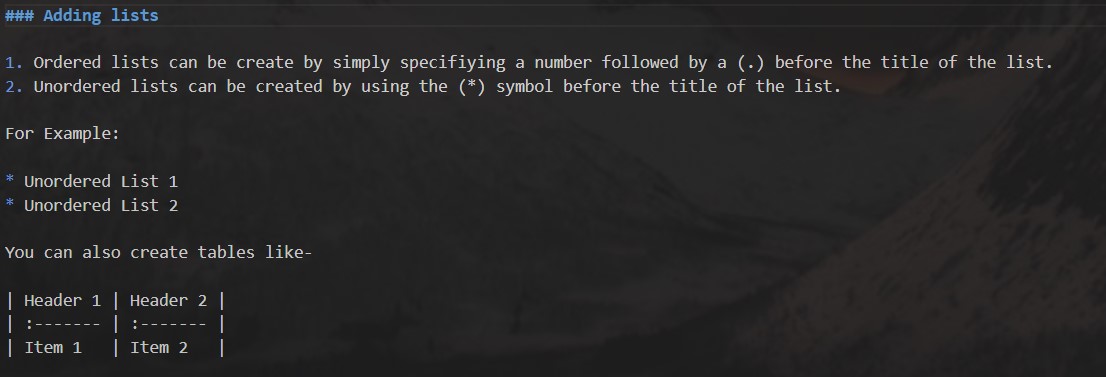 ### Adding lists
1. Ordered lists can be create by simply specifiying a number followed by a (.) before the title of the list.
2. Unordered lists can be created by using the (*) symbol before the title of the list.
For Example:
* Unordered List 1
* Unordered List 2
You can also create tables like-
| Header 1 | Header 2 |
| :------- | :------- |
| Item 1   | Item 2   |